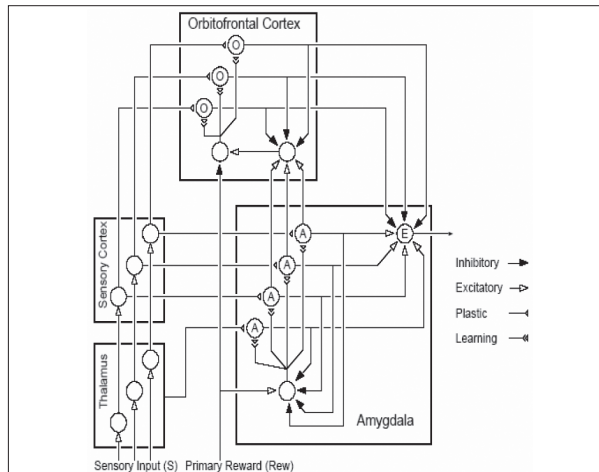 Orbitofrontal Cortex
O
O
O
Sensory Cortex
A
E
A
A
A
Inhibitory
Excitatory
Plastic
Learning
Thalamus
Amygdala
Sensory Input (S) Primary Reward (Rew)